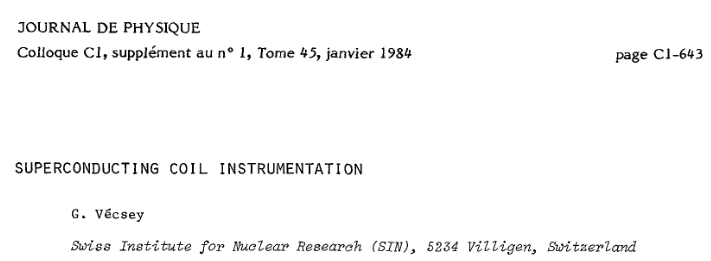 JOURNAL DE PHYSIQUE
Colloque C1, supplément au n° 1, Tome 45, janvier 1984 page C1-643
SUPERCONDUCTING COIL INSTRUMENTATION
G. Vécsey
Swiss Institute for Nuclear Research (SIN), 5234 Villigen, Switzerland